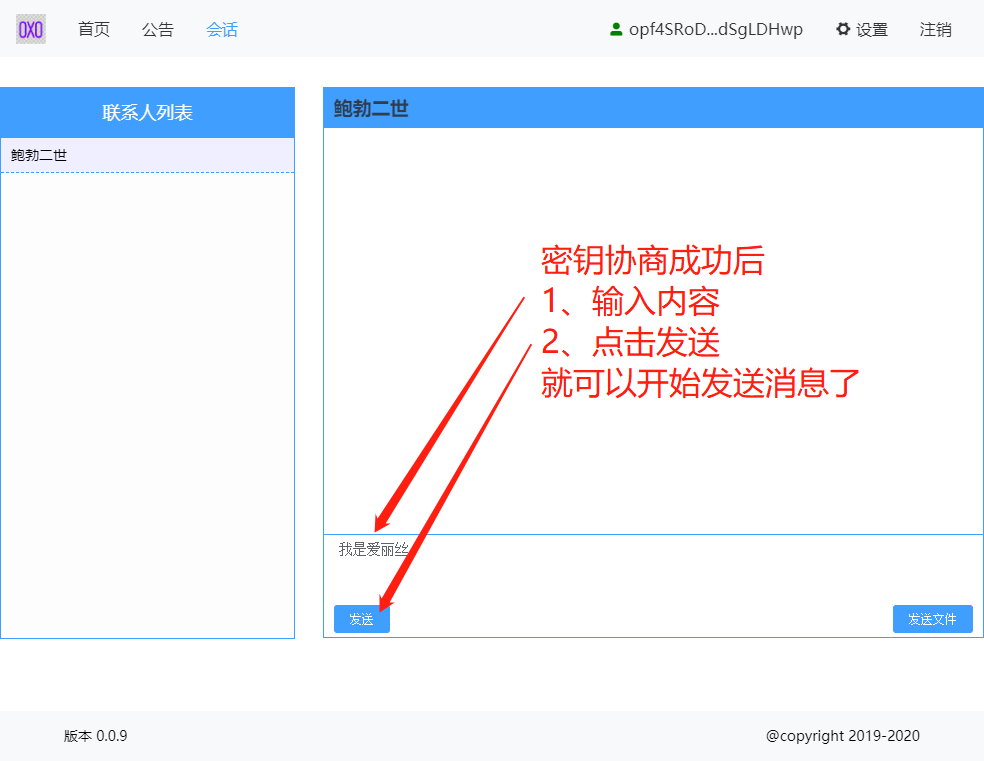 OXO 首页 公告 会话 opf4SRoD...dSgLDHwp 设置 注销
联系人列表
鲍勃二世
鲍勃二世
密钥协商成功后
1、输入内容
2、点击发送
就可以开始发送消息了
我是爱丽丝
发送 发送文件
版本 0.0.9 @copyright 2019-2020